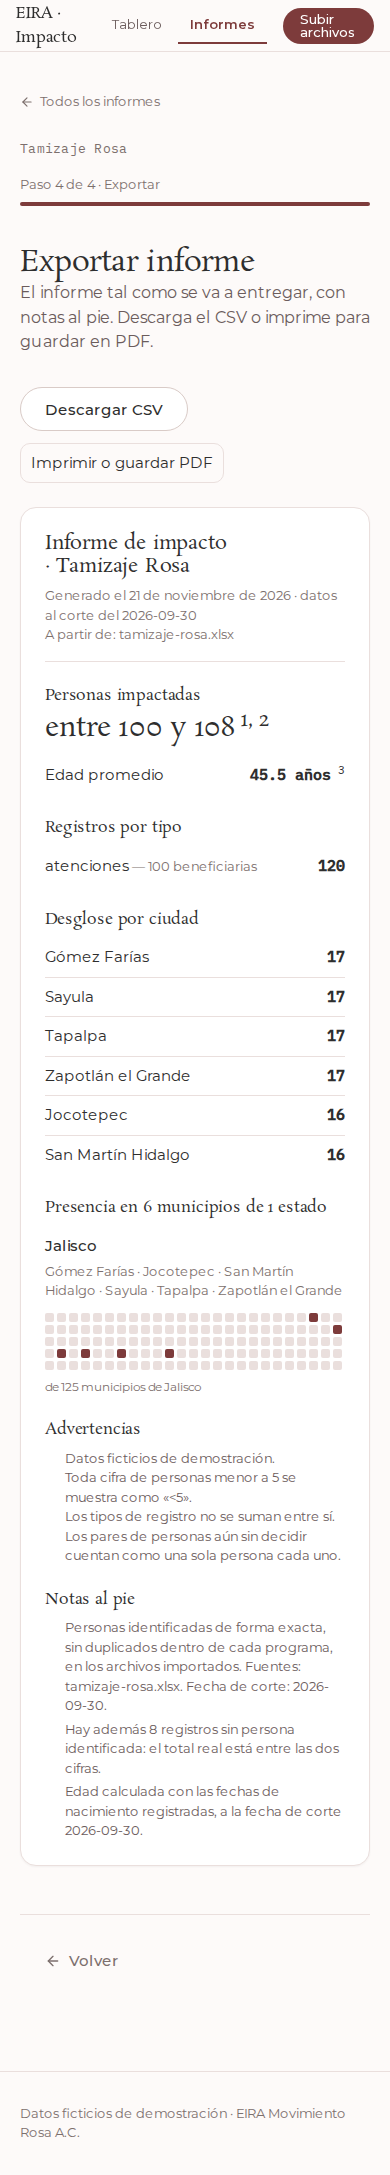 EIRA ·
Impacto
Tablero
Informes
Subir
archivos
← Todos los informes
Tamizaje Rosa
Paso 4 de 4 · Exportar
Exportar informe
El informe tal como se va a entregar, con
notas al pie. Descarga el CSV o imprime para
guardar en PDF.
Descargar CSV
Imprimir o guardar PDF
Informe de impacto
· Tamizaje Rosa
Generado el 21 de noviembre de 2026 · datos
al corte del 2026-09-30
A partir de: tamizaje-rosa.xlsx
Personas impactadas
entre 100 y 108 1, 2
Edad promedio 45.5 años 3
Registros por tipo
atenciones — 100 beneficiarias 120
Desglose por ciudad
Gómez Farías 17
Sayula 17
Tapalpa 17
Zapotlán el Grande 17
Jocotepec 16
San Martín Hidalgo 16
Presencia en 6 municipios de 1 estado
Jalisco
Gómez Farías · Jocotepec · San Martín
Hidalgo · Sayula · Tapalpa · Zapotlán el Grande
de 125 municipios de Jalisco
Advertencias
Datos ficticios de demostración.
Toda cifra de personas menor a 5 se
muestra como «<5».
Los tipos de registro no se suman entre sí.
Los pares de personas aún sin decidir
cuentan como una sola persona cada uno.
Notas al pie
Personas identificadas de forma exacta,
sin duplicados dentro de cada programa,
en los archivos importados. Fuentes:
tamizaje-rosa.xlsx. Fecha de corte: 2026-
09-30.
Hay además 8 registros sin persona
identificada: el total real está entre las dos
cifras.
Edad calculada con las fechas de
nacimiento registradas, a la fecha de corte
2026-09-30.
← Volver
Datos ficticios de demostración · EIRA Movimiento
Rosa A.C.